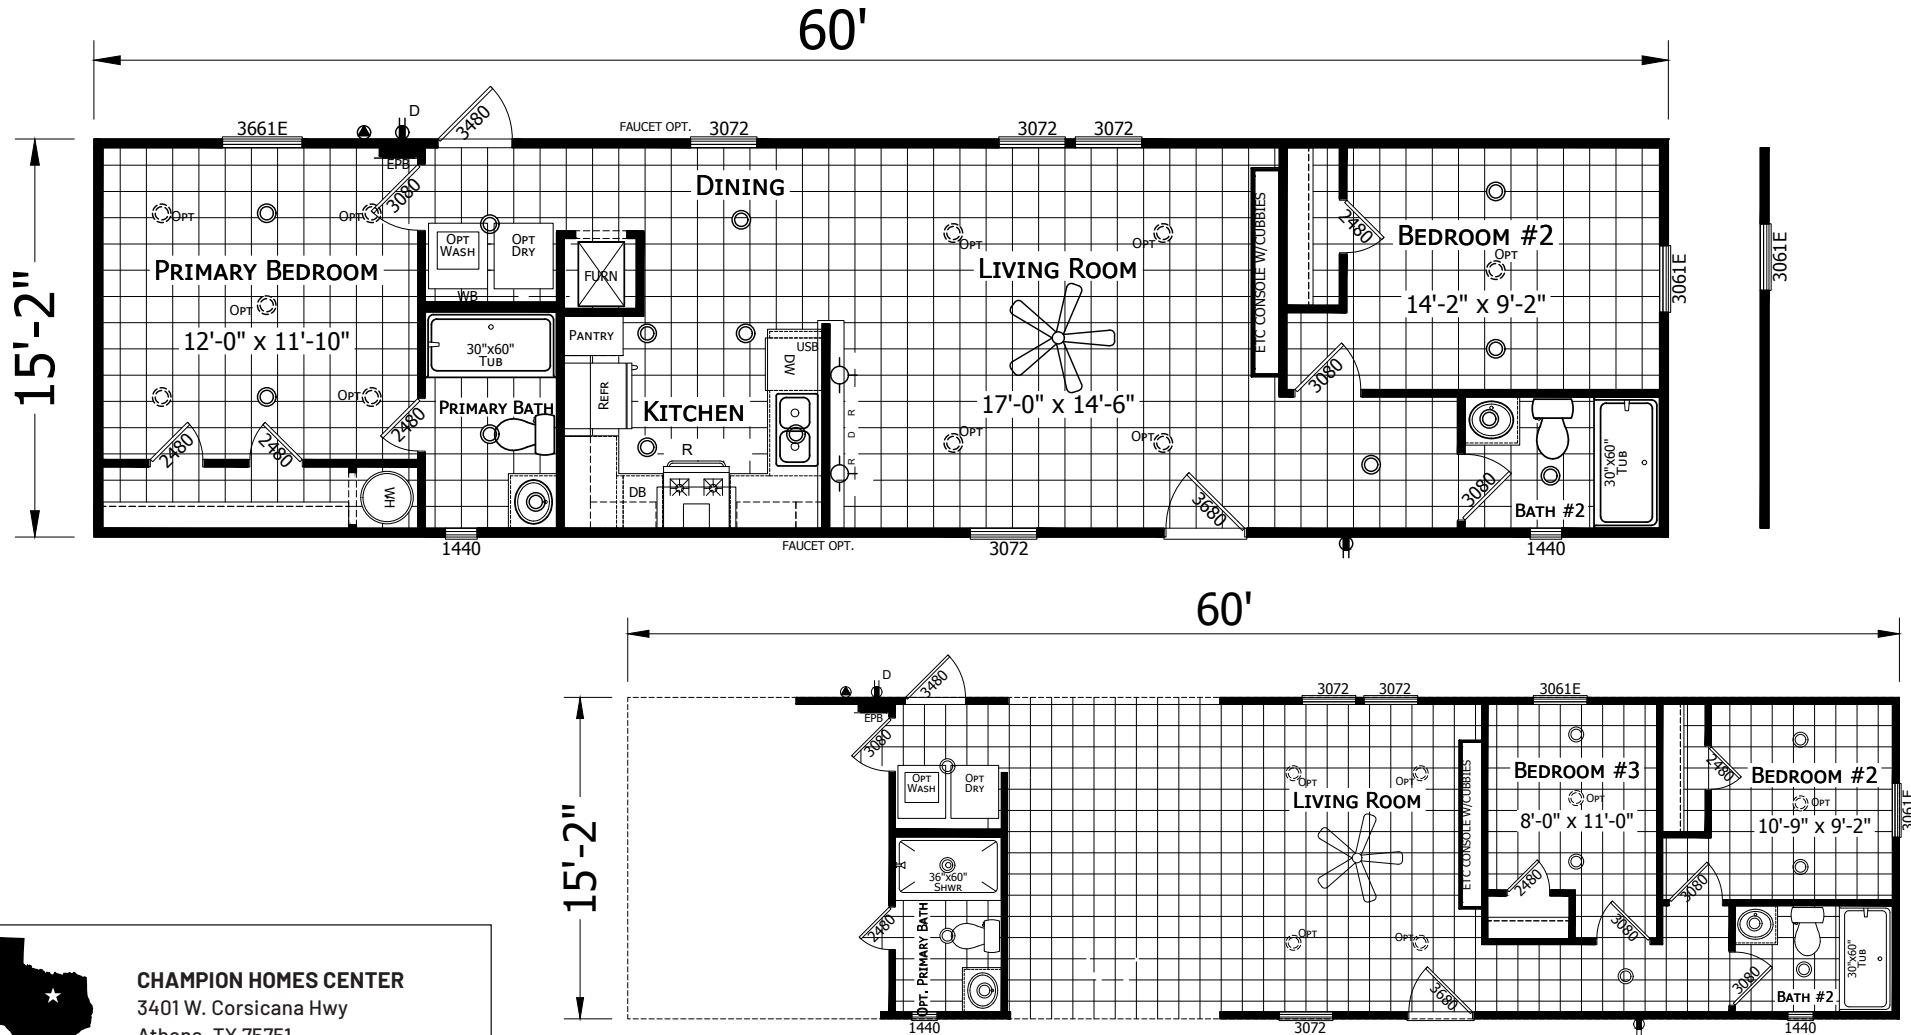 60'
15'-2"
3661E
D
3480
FAUCET OPT.
3072
3072
3072
EPB
3080
OPT
OPT
OPT
WASH
OPT
DRY
WB
DINING
FURN
PRIMARY BEDROOM
OPT
12'-0" x 11'-10"
OPT
30"x60"
TUB
PRIMARY BATH
2480
2480
2480
WH
PANTRY
REFR
KITCHEN
R
DB
USB
DW
R
D
R
LIVING ROOM
17'-0" x 14'-6"
OPT
OPT
OPT
OPT
ETC CONSOLE W/CUBBIES
2480
BEDROOM #2
OPT
14'-2" x 9'-2"
3061E
3061E
3080
3080
30"x60"
TUB
BATH #2
3680
1440
FAUCET OPT.
3072
1440
60'
15'-2"
D
3480
EPB
3080
OPT
WASH
OPT
DRY
36"x60"
SHWR
2480
OPT. PRIMARY BATH
1440
3072
3072
3061E
OPT
OPT
LIVING ROOM
OPT
OPT
ETC CONSOLE W/CUBBIES
BEDROOM #3
OPT
8'-0" x 11'-0"
2480
3080
2480
BEDROOM #2
OPT
10'-9" x 9'-2"
3061E
3080
3080
30"x60"
TUB
BATH #2
3680
3072
1440
CHAMPION HOMES CENTER
3401 W. Corsicana Hwy
Athens, TX 75751